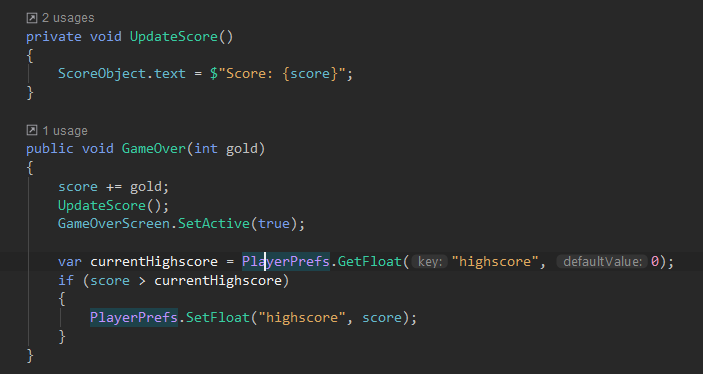 2 usages
private void UpdateScore()
{
ScoreObject.text = $"Score: {score}";
}
1 usage
public void GameOver(int gold)
{
score += gold;
UpdateScore();
GameOverScreen.SetActive(true);
var currentHighscore = PlayerPrefs.GetFloat( key: "highscore", defaultValue: 0);
if (score > currentHighscore)
{
PlayerPrefs.SetFloat("highscore", score);
}
}